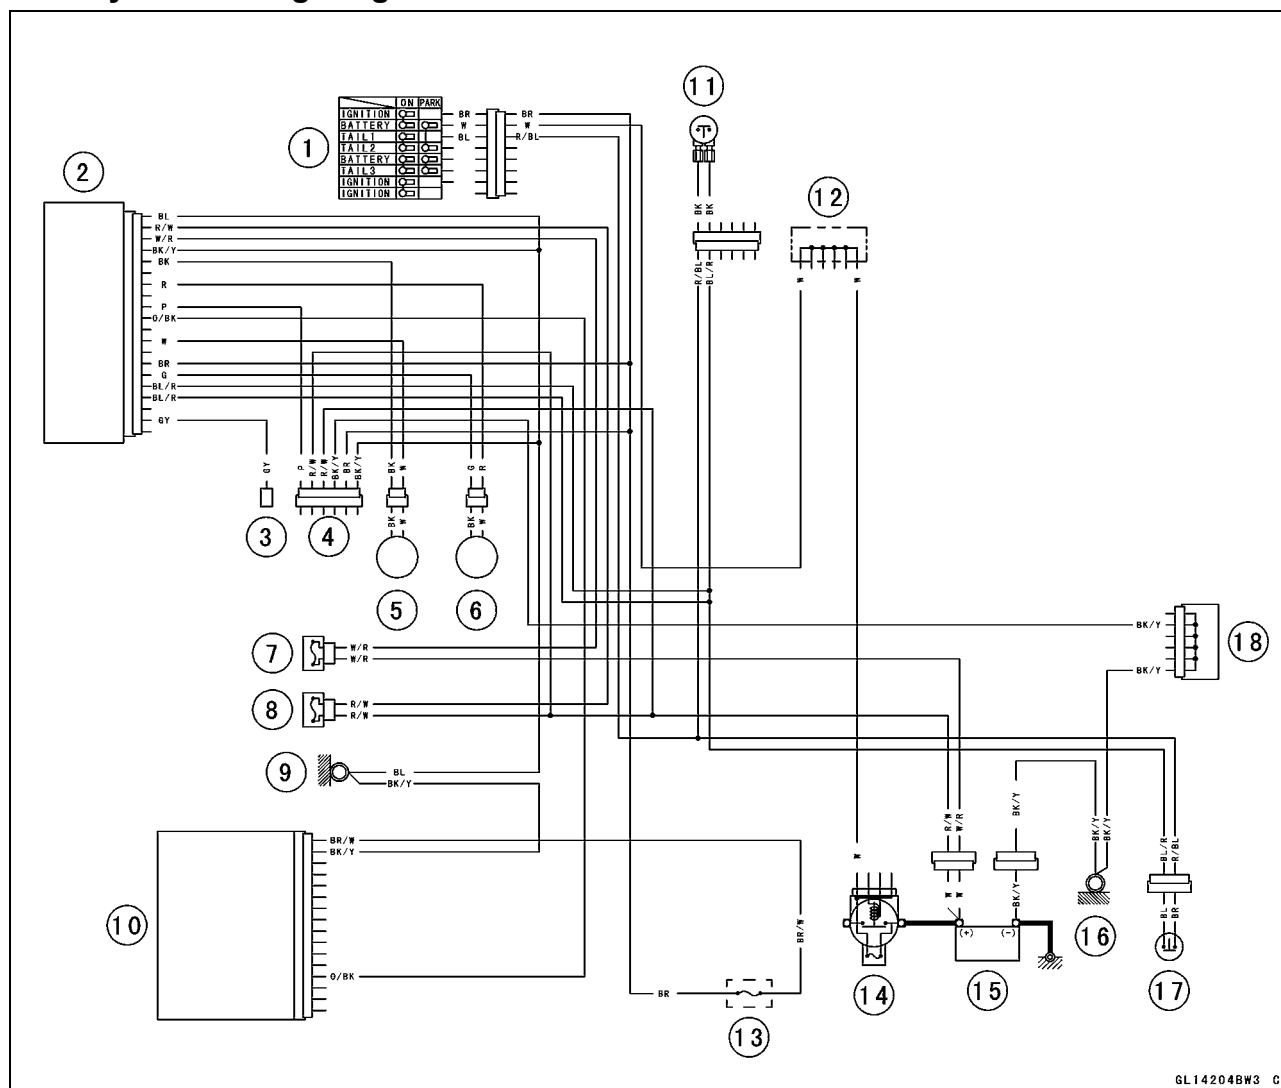 11
ON PARK
IGNITION
BATTERY
TAIL1
TAIL2
BATTERY
TAIL3
IGNITION
IGNITION
BR BR
W W
BL R/BL
1
2
12
BK BK
BL
R/W
W/R
BK/Y
BK
R
P
O/BK
W
BR
G
BL/R
BL/R
GY
R/BL BL/R
W W
GY P R/W R/W BK/Y BR BK/Y BK W G R
BK W BK W
3 4
5 6
BK/Y
BK/Y
18
7
W/R
W/R
8
R/W
R/W
9
BL
BK/Y
BR/W
BK/Y
O/BK
10
BR/W
BR
13
W
R/W W/R
W W
BK/Y
BK/Y
BK/Y BK/Y
BL/R R/BL
BL BR
(+) (-)
14 15 16 17
GL14204BW3 C